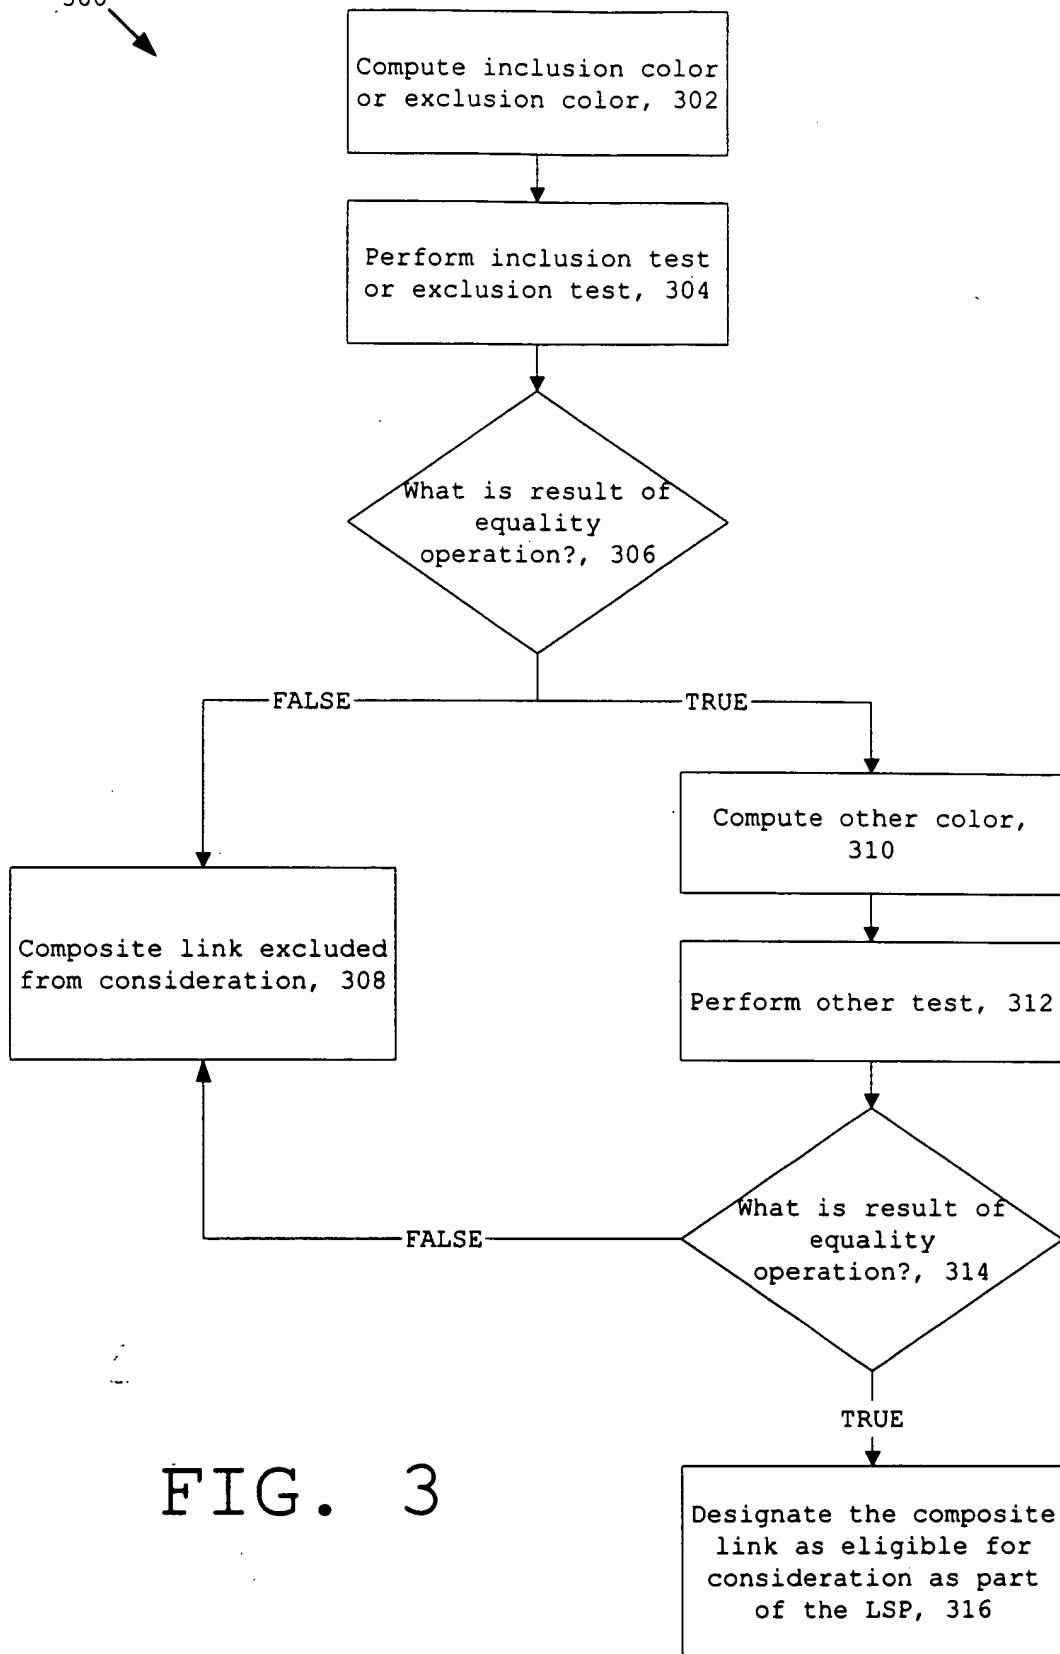 300
Compute inclusion color
or exclusion color, 302
Perform inclusion test
or exclusion test, 304
What is result of
equality
operation?, 306
FALSE
TRUE
Compute other color,
310
Composite link excluded
from consideration, 308
Perform other test, 312
What is result of
equality
operation?, 314
FALSE
TRUE
Designate the composite
link as eligible for
consideration as part
of the LSP, 316
FIG. 3